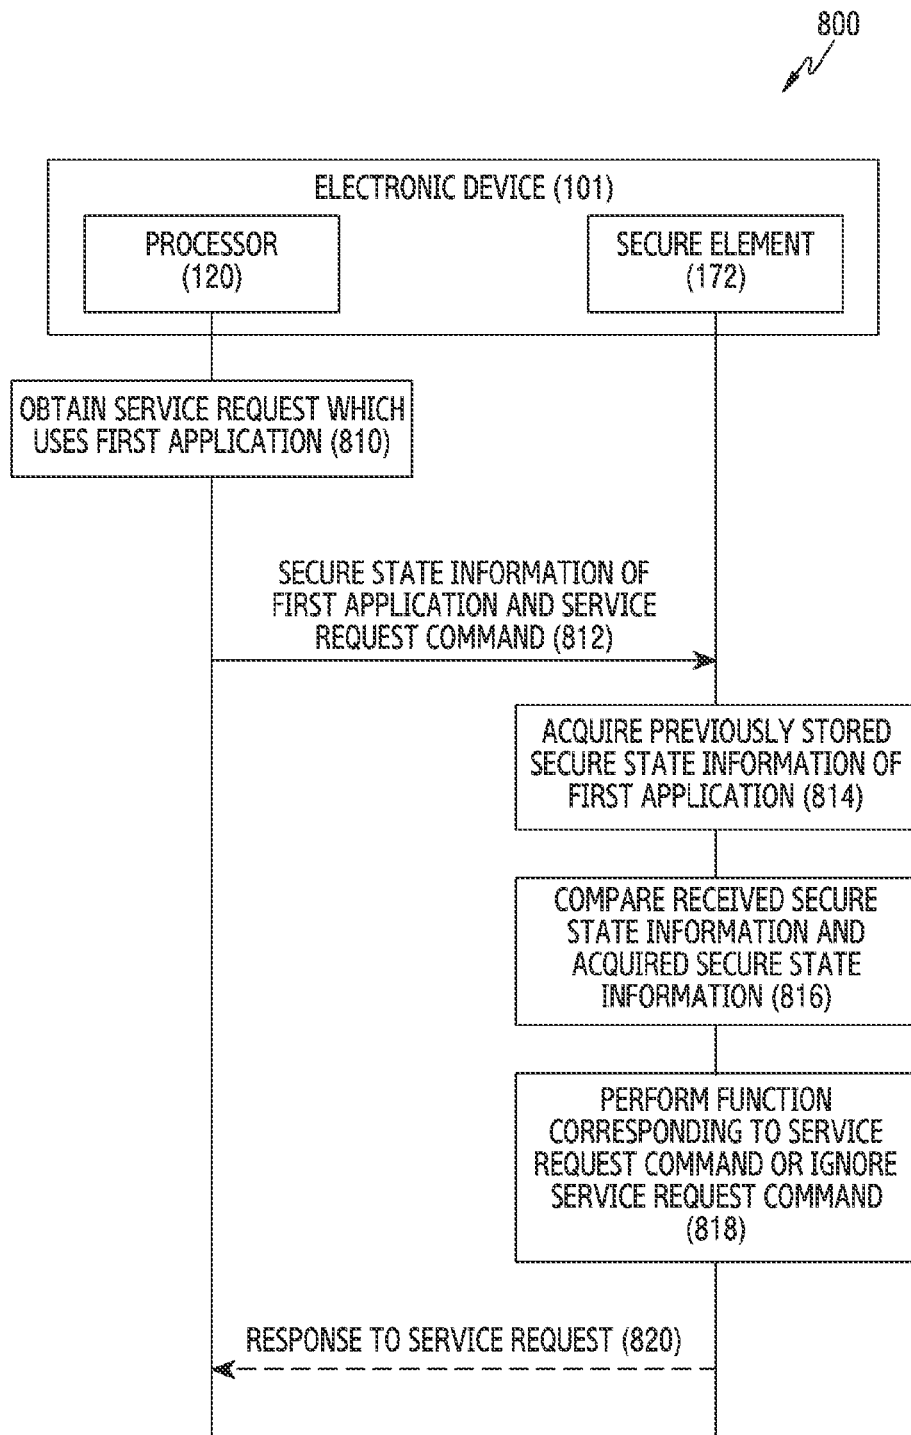 800
ELECTRONIC DEVICE (101)
PROCESSOR
(120)
SECURE ELEMENT
(172)
OBTAIN SERVICE REQUEST WHICH
USES FIRST APPLICATION (810)
SECURE STATE INFORMATION OF
FIRST APPLICATION AND SERVICE
REQUEST COMMAND (812)
ACQUIRE PREVIOUSLY STORED
SECURE STATE INFORMATION OF
FIRST APPLICATION (814)
COMPARE RECEIVED SECURE
STATE INFORMATION AND
ACQUIRED SECURE STATE
INFORMATION (816)
PERFORM FUNCTION
CORRESPONDING TO SERVICE
REQUEST COMMAND OR IGNORE
SERVICE REQUEST COMMAND
(818)
RESPONSE TO SERVICE REQUEST (820)